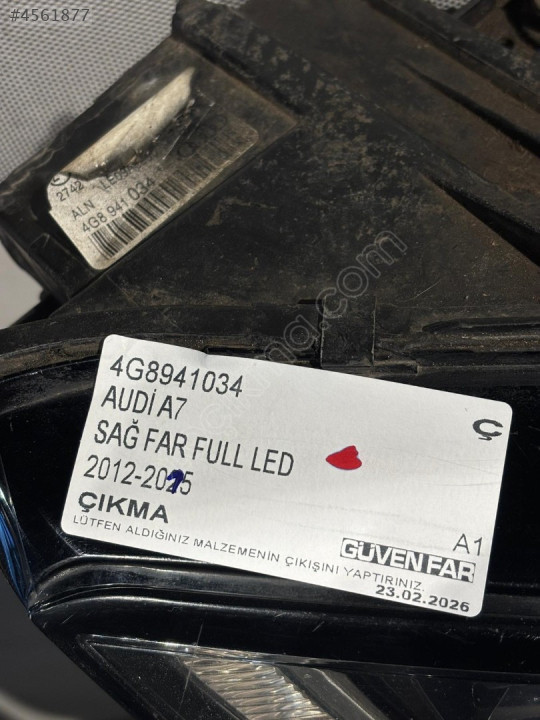 #4561877
2742
ALN
4G8 941 034
4G8941034
AUDİ A7
SAĞ FAR FULL LED
2012-2015
ÇIKMA
Ç
A1
LÜTFEN ALDIĞINIZ MALZEMENİN ÇIKIŞINI YAPTIRINIZ.
GÜVEN FAR
23.02.2026